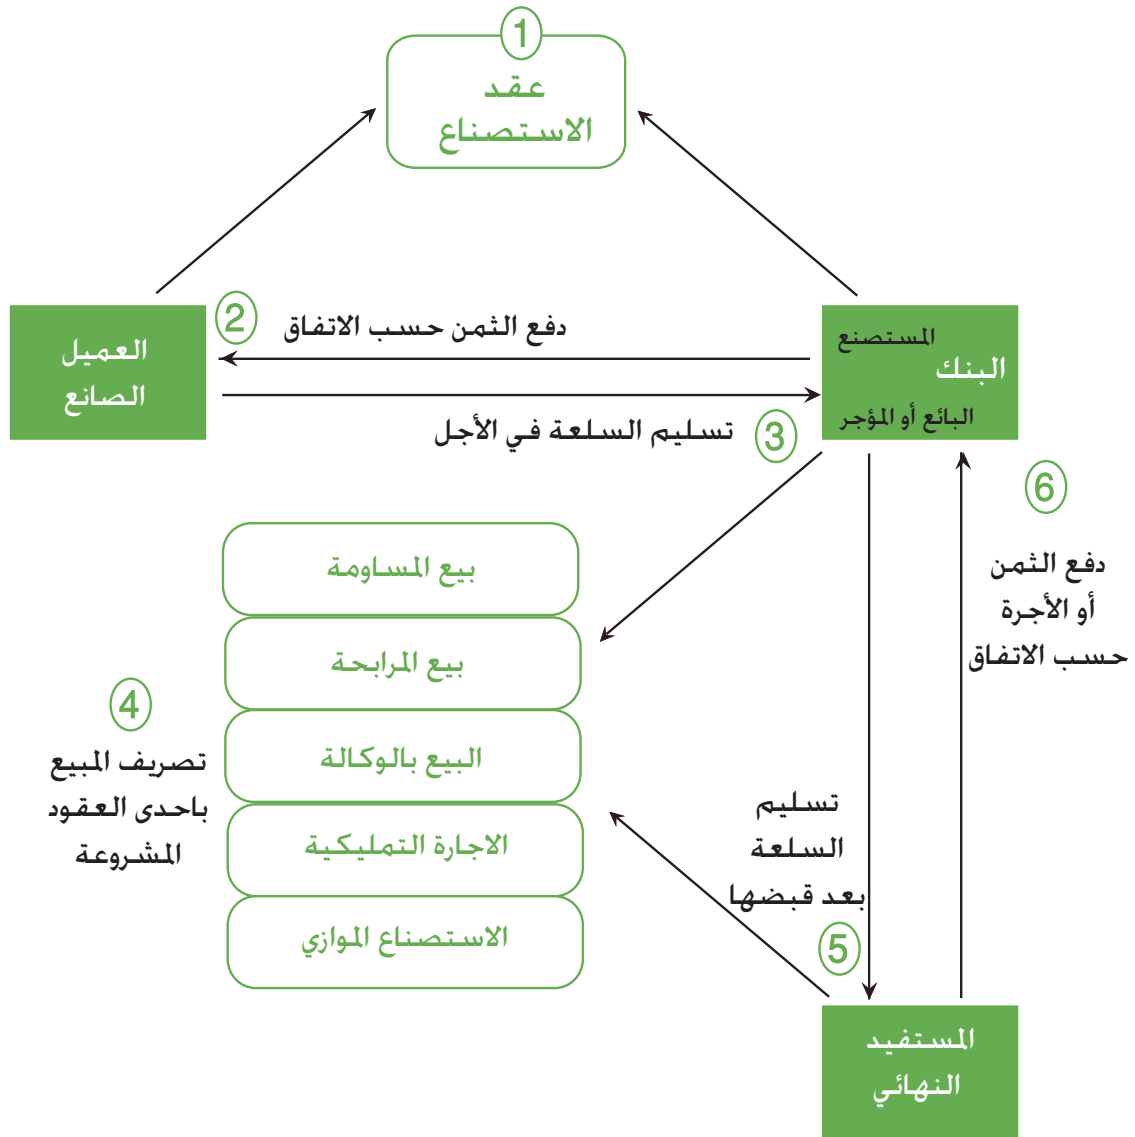 1
عقد
الاستصناع
المستصنع
البنك
البائع أو المؤجر
2
دفع الثمن حسب الاتفاق
العميل
الصانع
3
تسليم السلعة في الأجل
6
دفع الثمن
أو الأجرة
حسب الاتفاق
بيع المساومة
بيع المرابحة
البيع بالوكالة
الاجارة التمليكية
الاستصناع الموازي
4
تصريف المبيع
باحدى العقود
المشروعة
تسليم
السلعة
بعد قبضها
5
المستفيد
النهائي